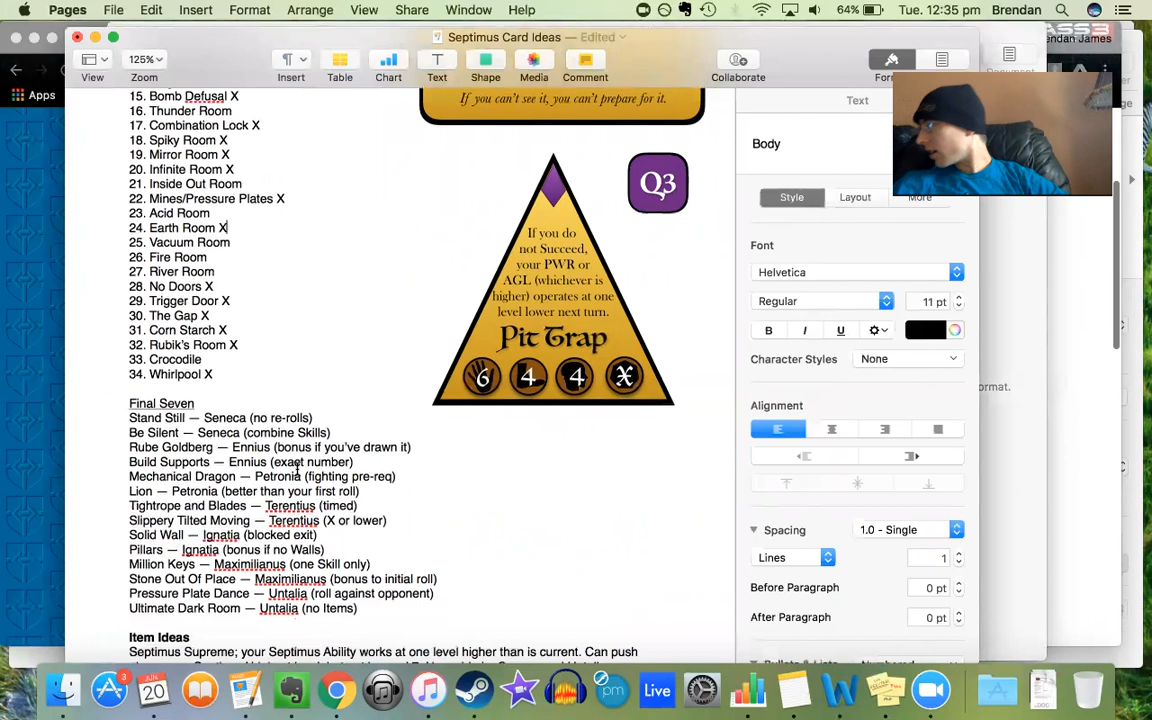 Pages File Edit Insert Format Arrange View Share Window Help 64% Tue. 12:35 pm Brendan
Septimus Card Ideas — Edited
ndan James
125%
View Zoom Insert Table Chart Text Shape Media Comment Collaborate
Apps
15. Bomb Defusal X
16. Thunder Room
17. Combination Lock X
18. Spiky Room X
19. Mirror Room X
20. Infinite Room X
21. Inside Out Room
22. Mines/Pressure Plates X
23. Acid Room
24. Earth Room X
25. Vacuum Room
26. Fire Room
27. River Room
28. No Doors X
29. Trigger Door X
30. The Gap X
31. Corn Starch X
32. Rubik's Room X
33. Crocodile
34. Whirlpool X
Final Seven
Stand Still — Seneca (no re-rolls)
Be Silent — Seneca (combine Skills)
Rube Goldberg — Ennius (bonus if you've drawn it)
Build Supports — Ennius (exact number)
Mechanical Dragon — Petronia (fighting pre-req)
Lion — Petronia (better than your first roll)
Tightrope and Blades — Terentius (timed)
Slippery Tilted Moving — Terentius (X or lower)
Solid Wall — Ignatia (blocked exit)
Pillars — Ignatia (bonus if no Walls)
Million Keys — Maximilianus (one Skill only)
Stone Out Of Place — Maximilianus (bonus to initial roll)
Pressure Plate Dance — Untalia (roll against opponent)
Ultimate Dark Room — Untalia (no Items)
Item Ideas
Septimus Supreme; your Septimus Ability works at one level higher than is current. Can push
If you can't see it, you can't prepare for it.
Q3
If you do
not Succeed,
your PWR or
AGL (whichever is
higher) operates at one
level lower next turn.
Pit Trap
6 4 4 X
Text
Body
Style Layout More
Font
Helvetica
Regular 11 pt
B I U
Character Styles None
Alignment
Spacing 1.0 - Single
Lines 1
Before Paragraph 0 pt
After Paragraph 0 pt
ormat.
3
JUN
20
pm
Live
W